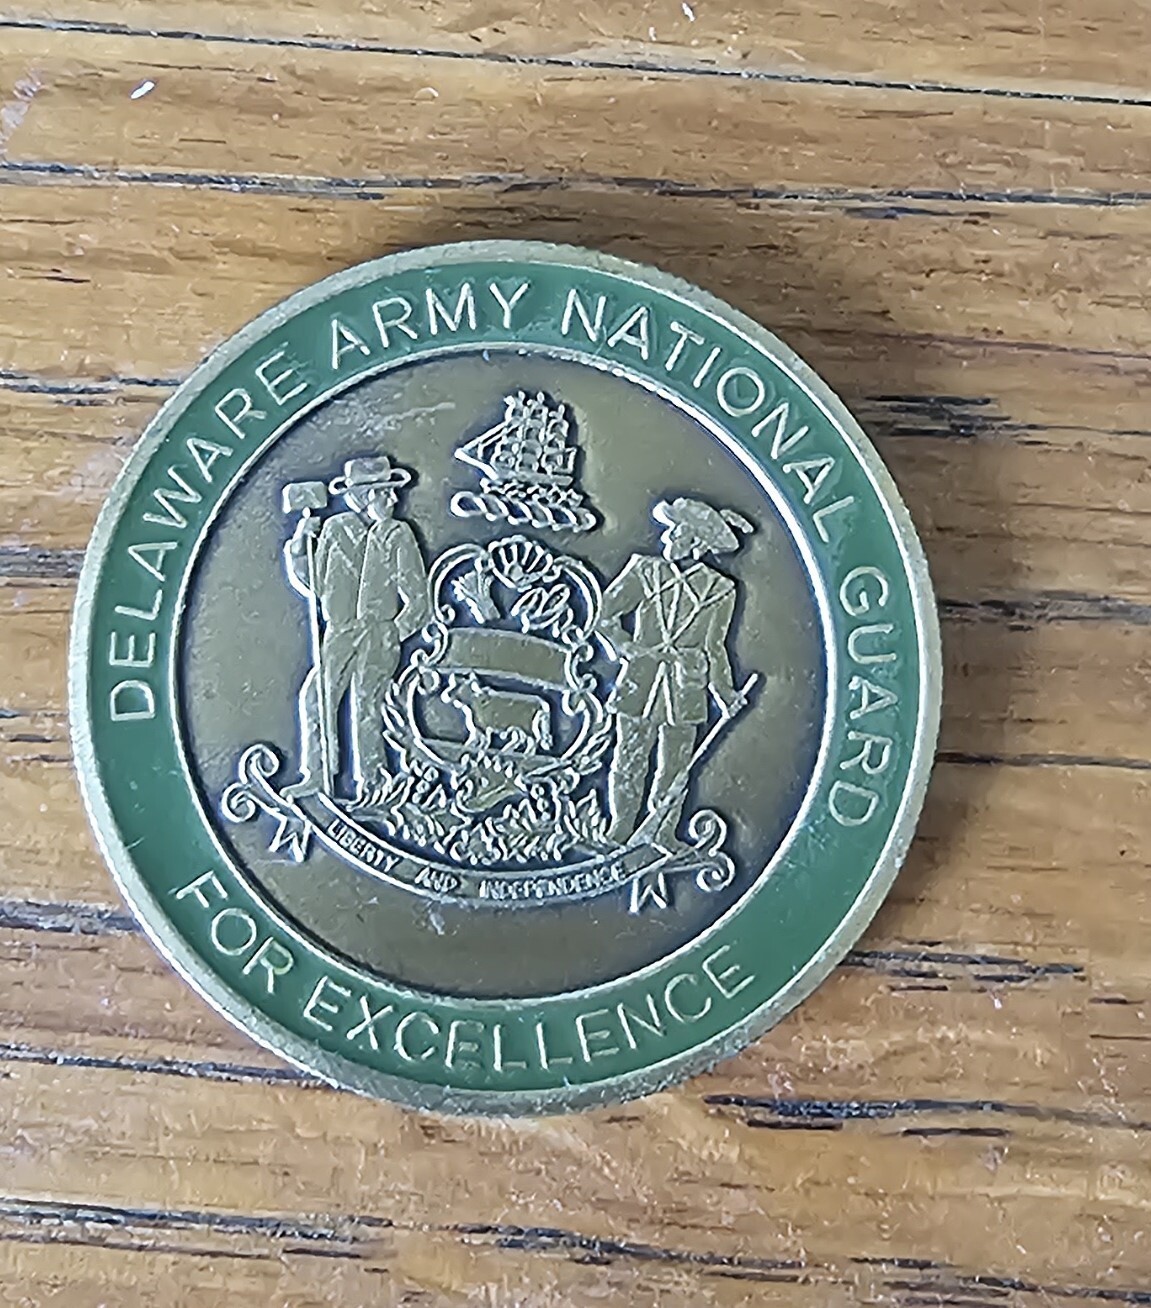 DELAWARE ARMY NATIONAL GUARD
LIBERTY AND INDEPENDENCE
FOR EXCELLENCE